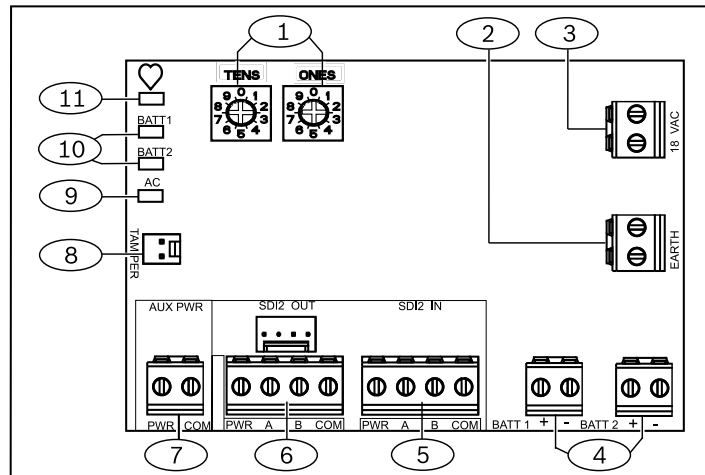 1
2
3
TENS
ONES
9 0 1
8 2
7 3
6 5 4
9 0 1
8 2
7 3
6 5 4
11
BATT1
10
BATT2
AC
9
8
TAMPER
18 VAC
EARTH
AUX PWR
SDI2 OUT
SDI2 IN
PWR COM
PWR A B COM
PWR A B COM
BATT 1 + -
BATT 2 + -
7
6
5
4